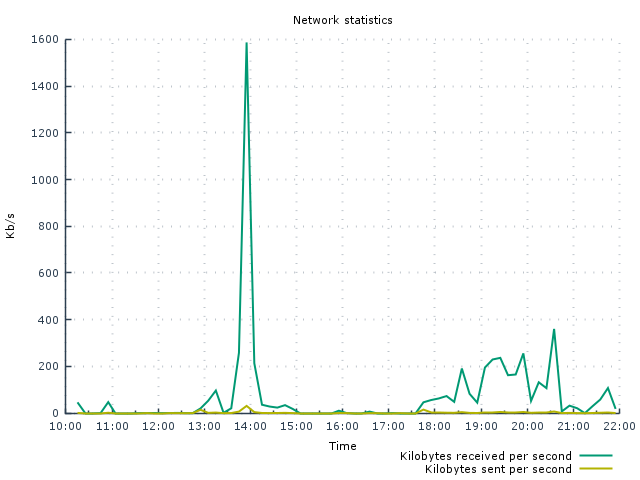 Network statistics
1600
1400
1200
1000
800
600
400
200
0
Kb/s
10:00 11:00 12:00 13:00 14:00 15:00 16:00 17:00 18:00 19:00 20:00 21:00 22:00
Time
Kilobytes received per second
Kilobytes sent per second